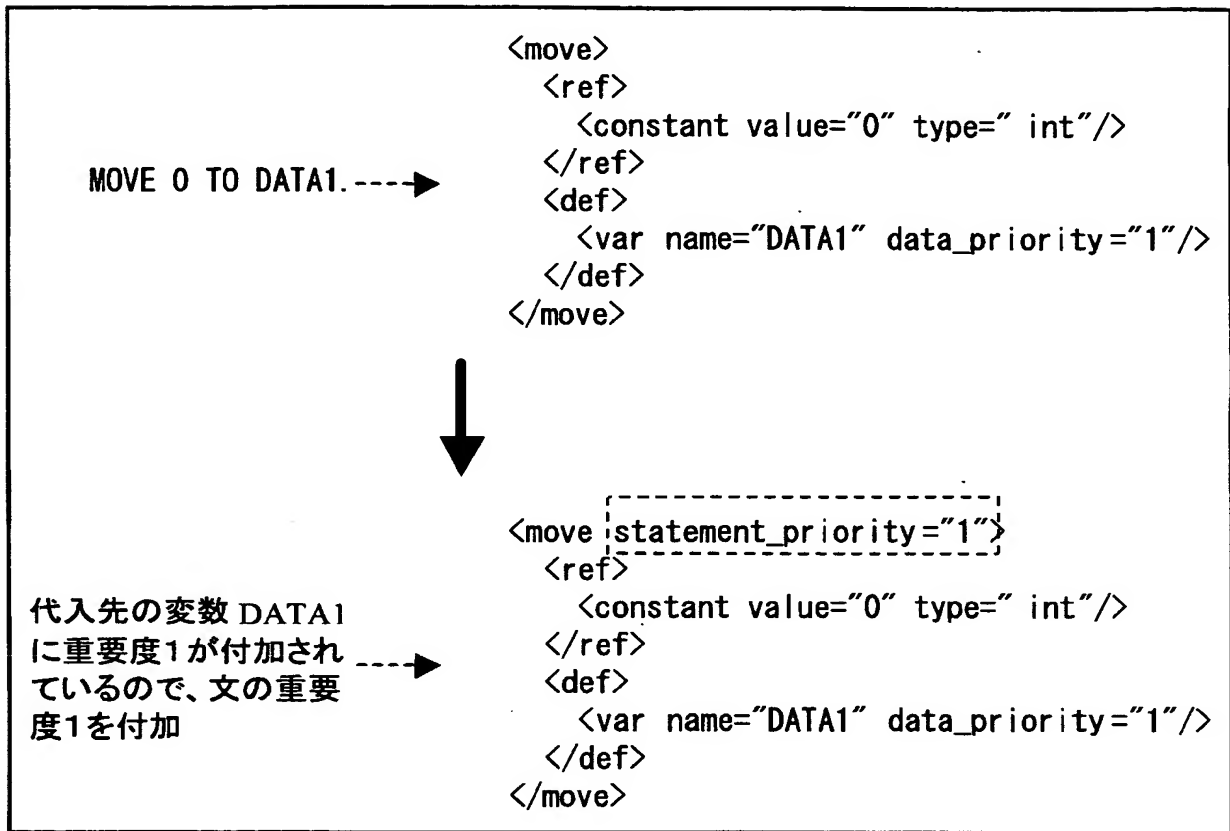 <move>
<ref>
<constant value="0" type=" int"/>
</ref>
MOVE 0 TO DATA1.
<def>
<var name="DATA1" data_priority="1"/>
</def>
</move>
<move statement_priority="1">
<ref>
<constant value="0" type=" int"/>
</ref>
<def>
<var name="DATA1" data_priority="1"/>
</def>
</move>
代入先の変数 DATA1
に重要度1が付加され
ているので、文の重要
度1を付加